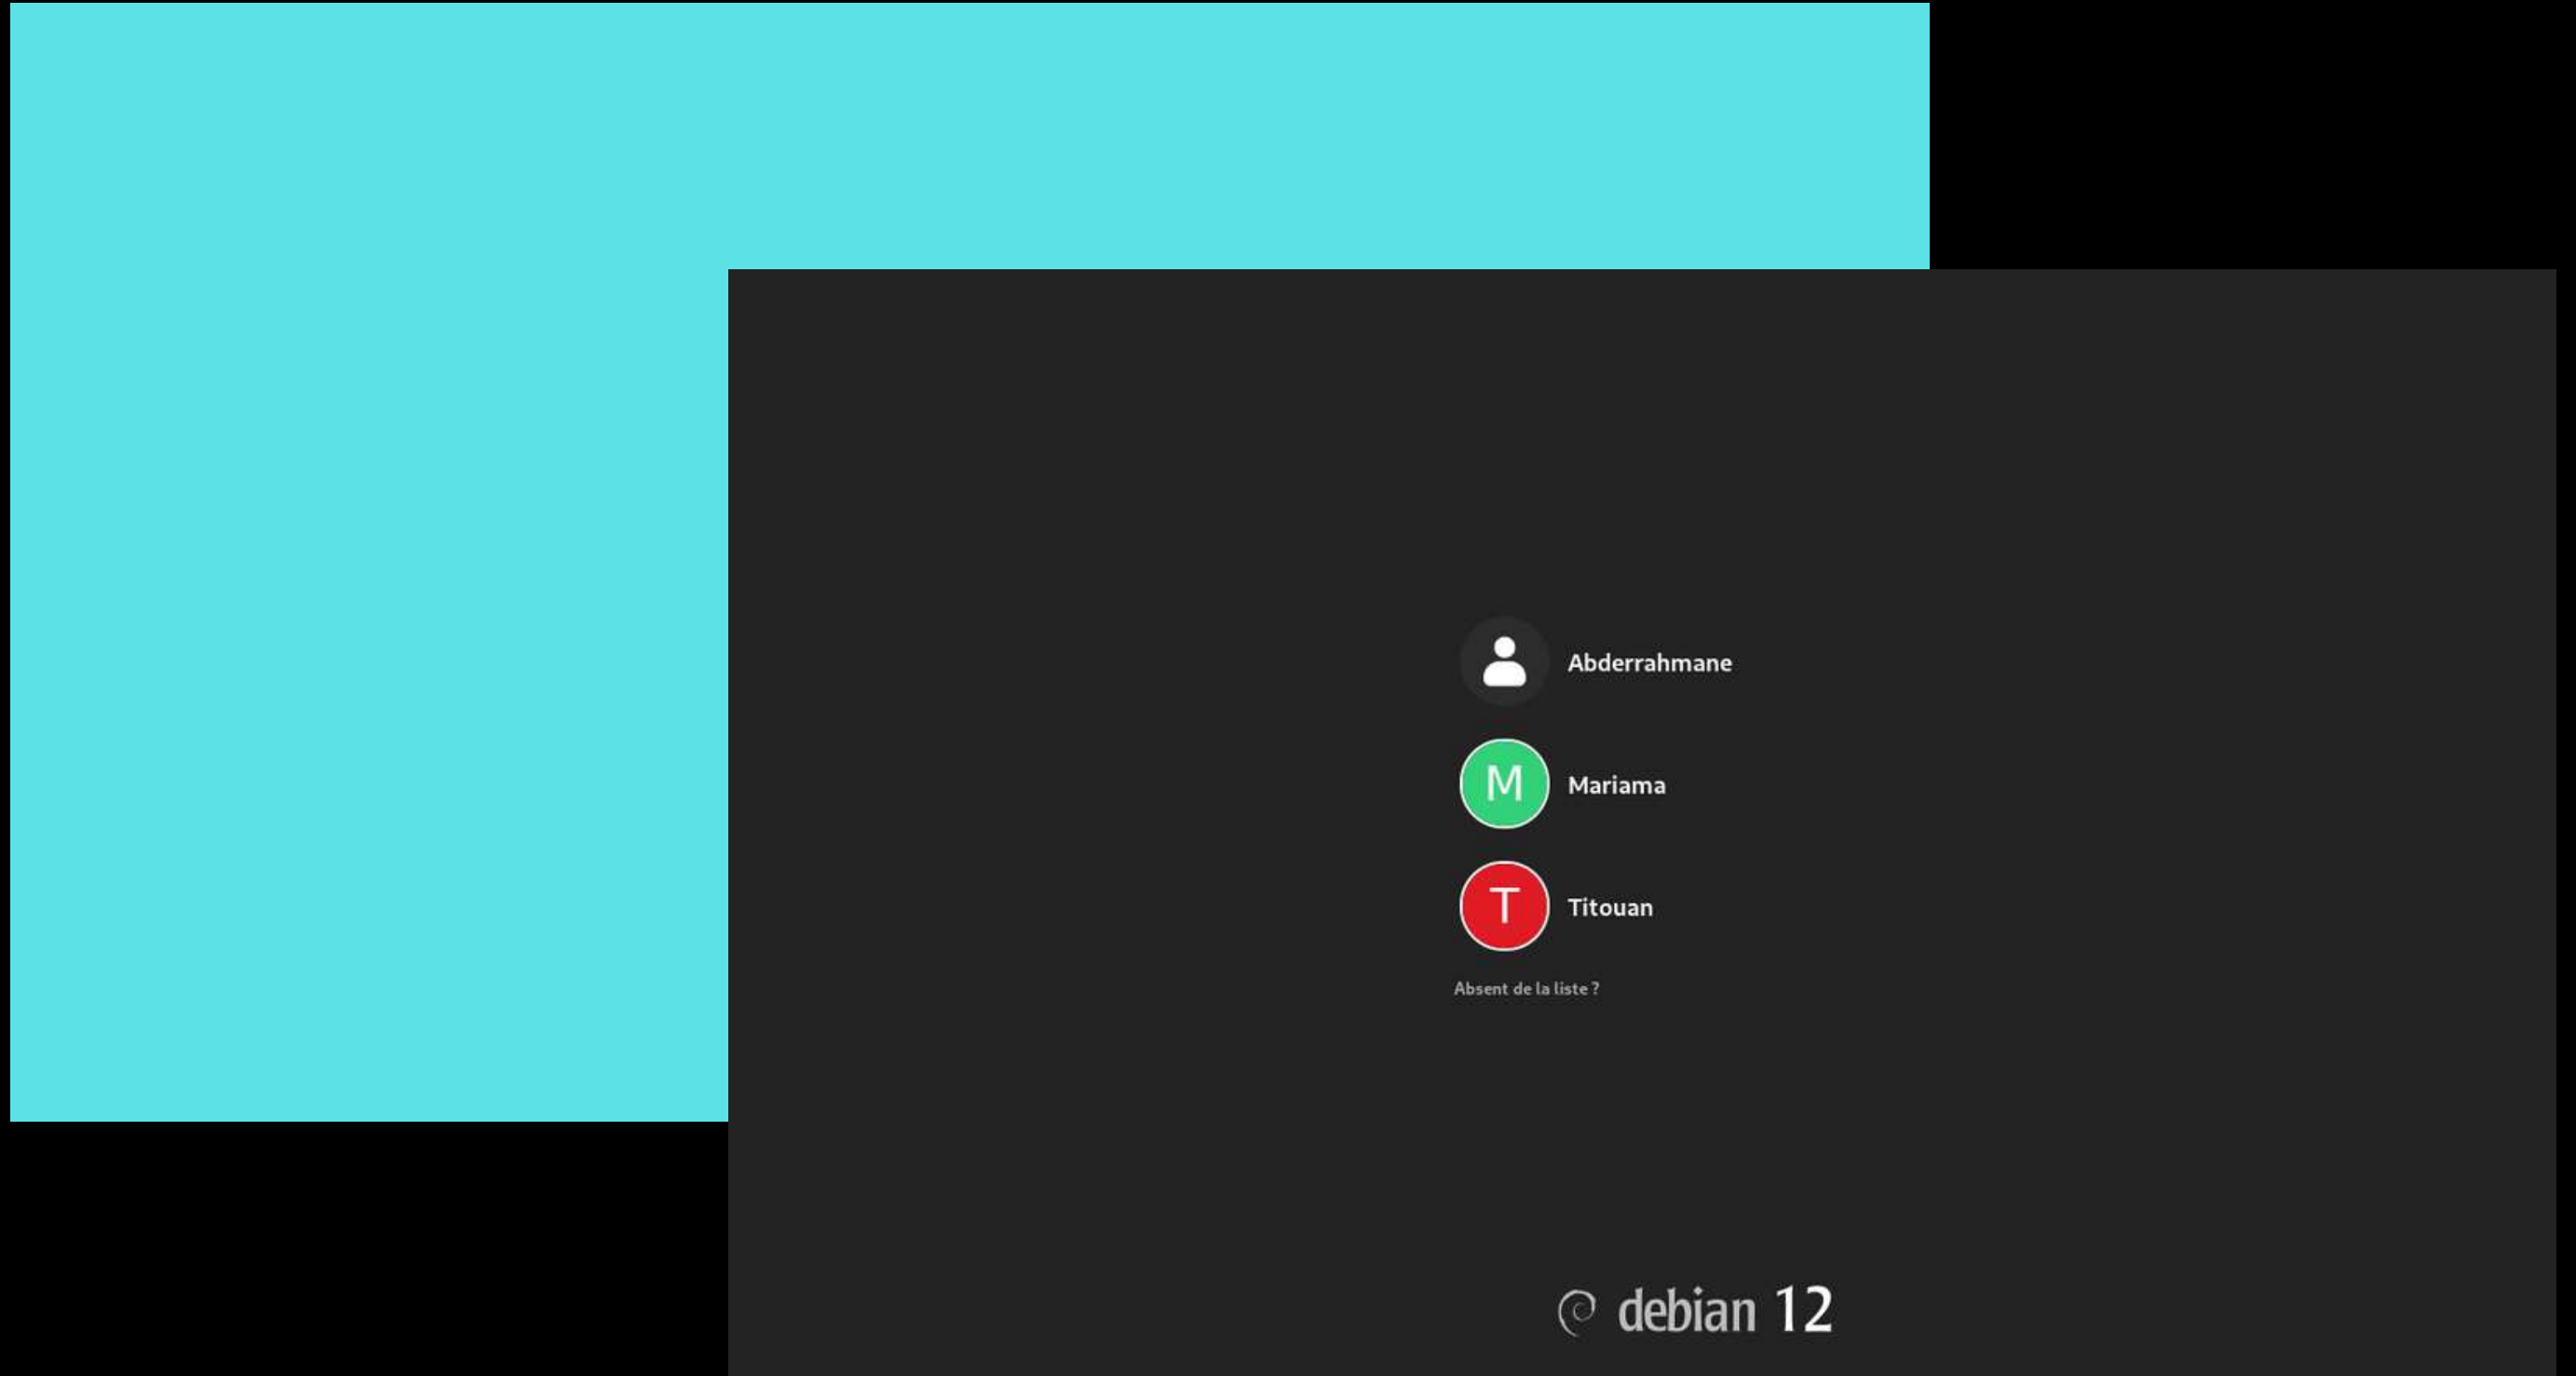 Abderrahmane
M
Mariama
T
Titouan
Absent de la liste ?
debian 12